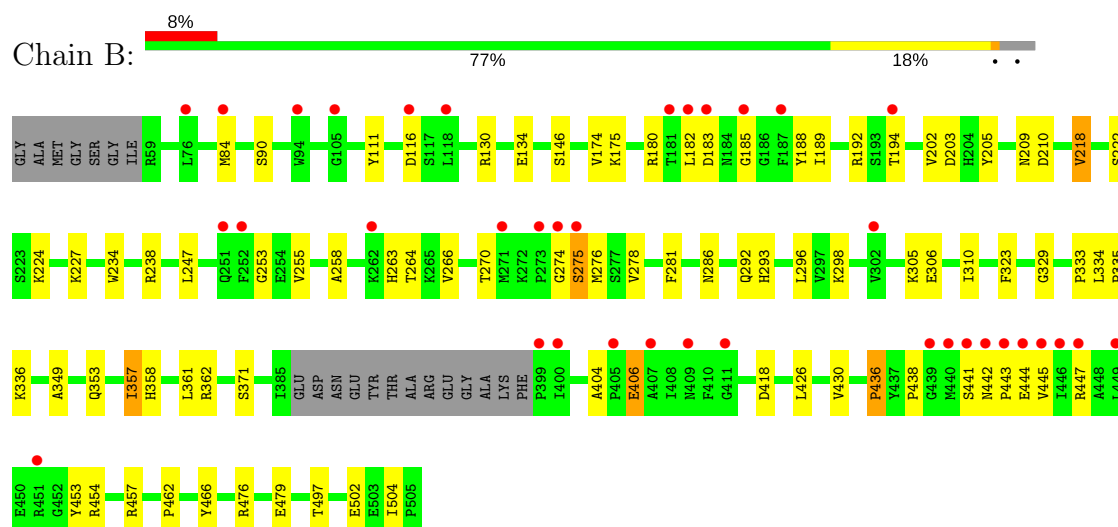 8%
Chain B:
77% 18% • •
GLY ALA MET GLY SER GLY ILE R59 L76 M84 S90 W94 G105 Y111 D116 S117 L118 R130 E134 S146 V174 K175 R180 T181 L182 D183 N184 G185 G186 F187 Y188 I189 R192 S193 T194 V202 D203 H204 Y205 N209 D210 V218 S222
S223 K224 K227 W234 R238 L247 Q251 F252 G253 E254 V255 A258 K262 H263 T264 K265 V266 T270 M271 K272 P273 G274 S275 M276 S277 V278 F281 N286 Q292 H293 L296 V297 K298 V302 K305 E306 I310 F323 G329 P333 L334 P335
K336 A349 Q353 I357 H358 L361 R362 S371 I385 GLU ASP ASN GLU TYR THR ALA ARG GLU GLY ALA LYS PHE P399 I400 A404 P405 E406 A407 I408 N409 F410 G411 D418 L426 V430 P436 Y437 P438 G439 M440 S441 N442 P443 E444 V445 I446 R447 A448 L449
E450 R451 G452 Y453 R454 R457 P462 Y466 R476 E479 T497 E502 E503 I504 P505